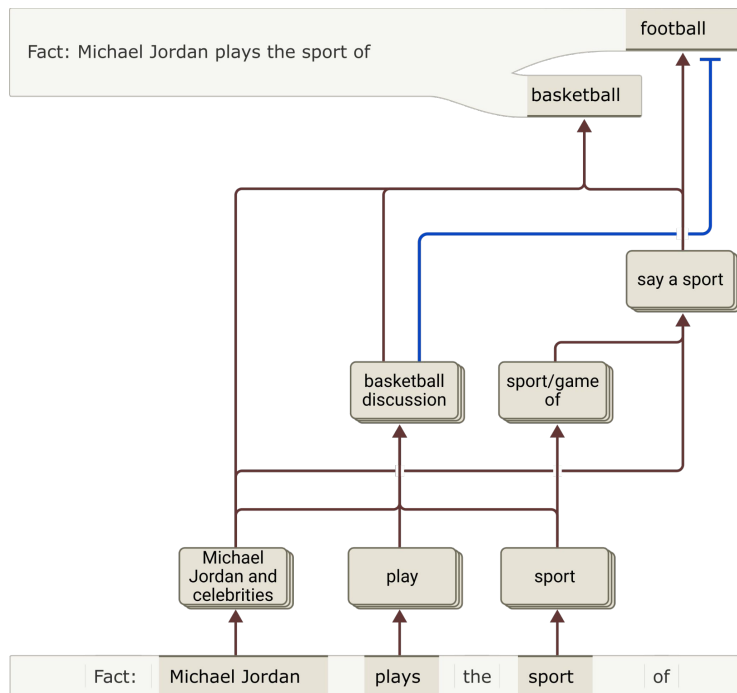 football
Fact: Michael Jordan plays the sport of
basketball
say a sport
basketball
discussion
sport/game
of
Michael
Jordan and
celebrities
play
sport
Fact: Michael Jordan plays the sport of